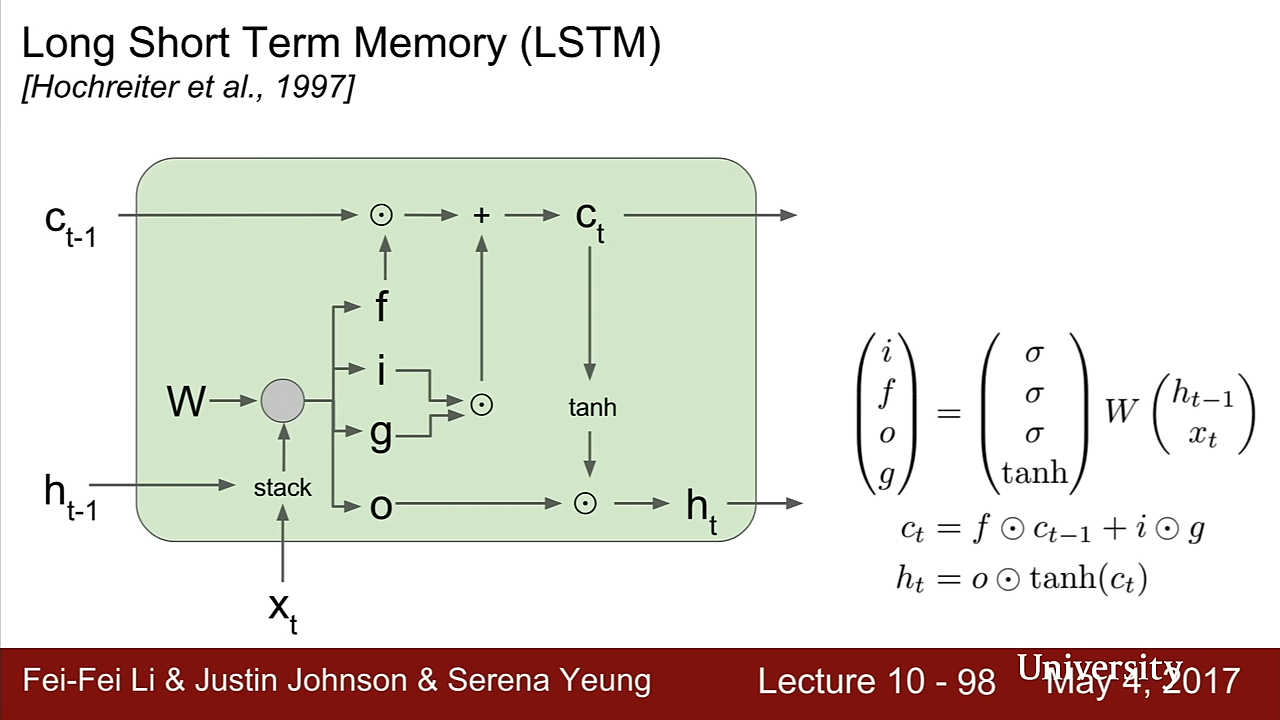 Long Short Term Memory (LSTM)
[Hochreiter et al., 1997]
c_{t-1} ⊙ + c_t
f
i
W ⊙ tanh
g
h_{t-1} stack o ⊙ h_t
x_t
(i f o g) = (σ σ σ tanh) W (h_{t-1} x_t)
c_t = f ⊙ c_{t-1} + i ⊙ g
h_t = o ⊙ tanh(c_t)
Fei-Fei Li & Justin Johnson & Serena Yeung Lecture 10 - 98 May 4, 2017
University